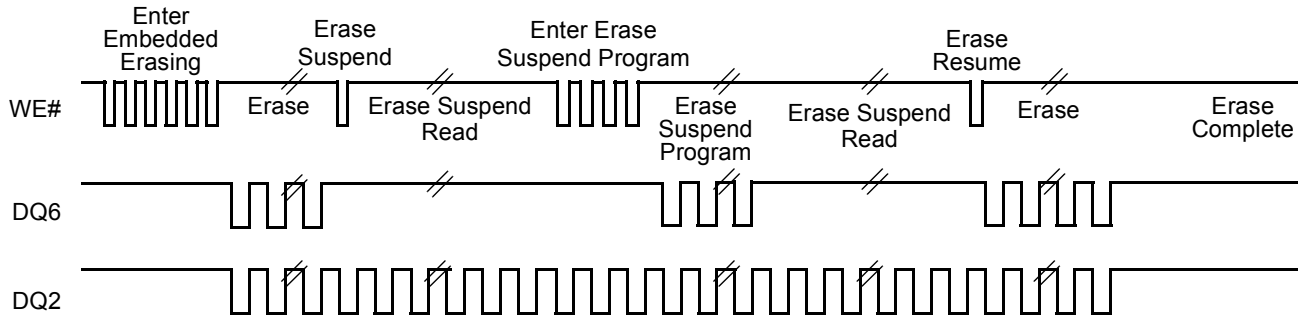 Enter
Embedded
Erasing
Erase
Suspend
Enter Erase
Suspend Program
Erase
Resume
WE#
Erase
Erase Suspend
Read
Erase
Suspend
Program
Erase Suspend
Read
Erase
Erase
Complete
DQ6
DQ2